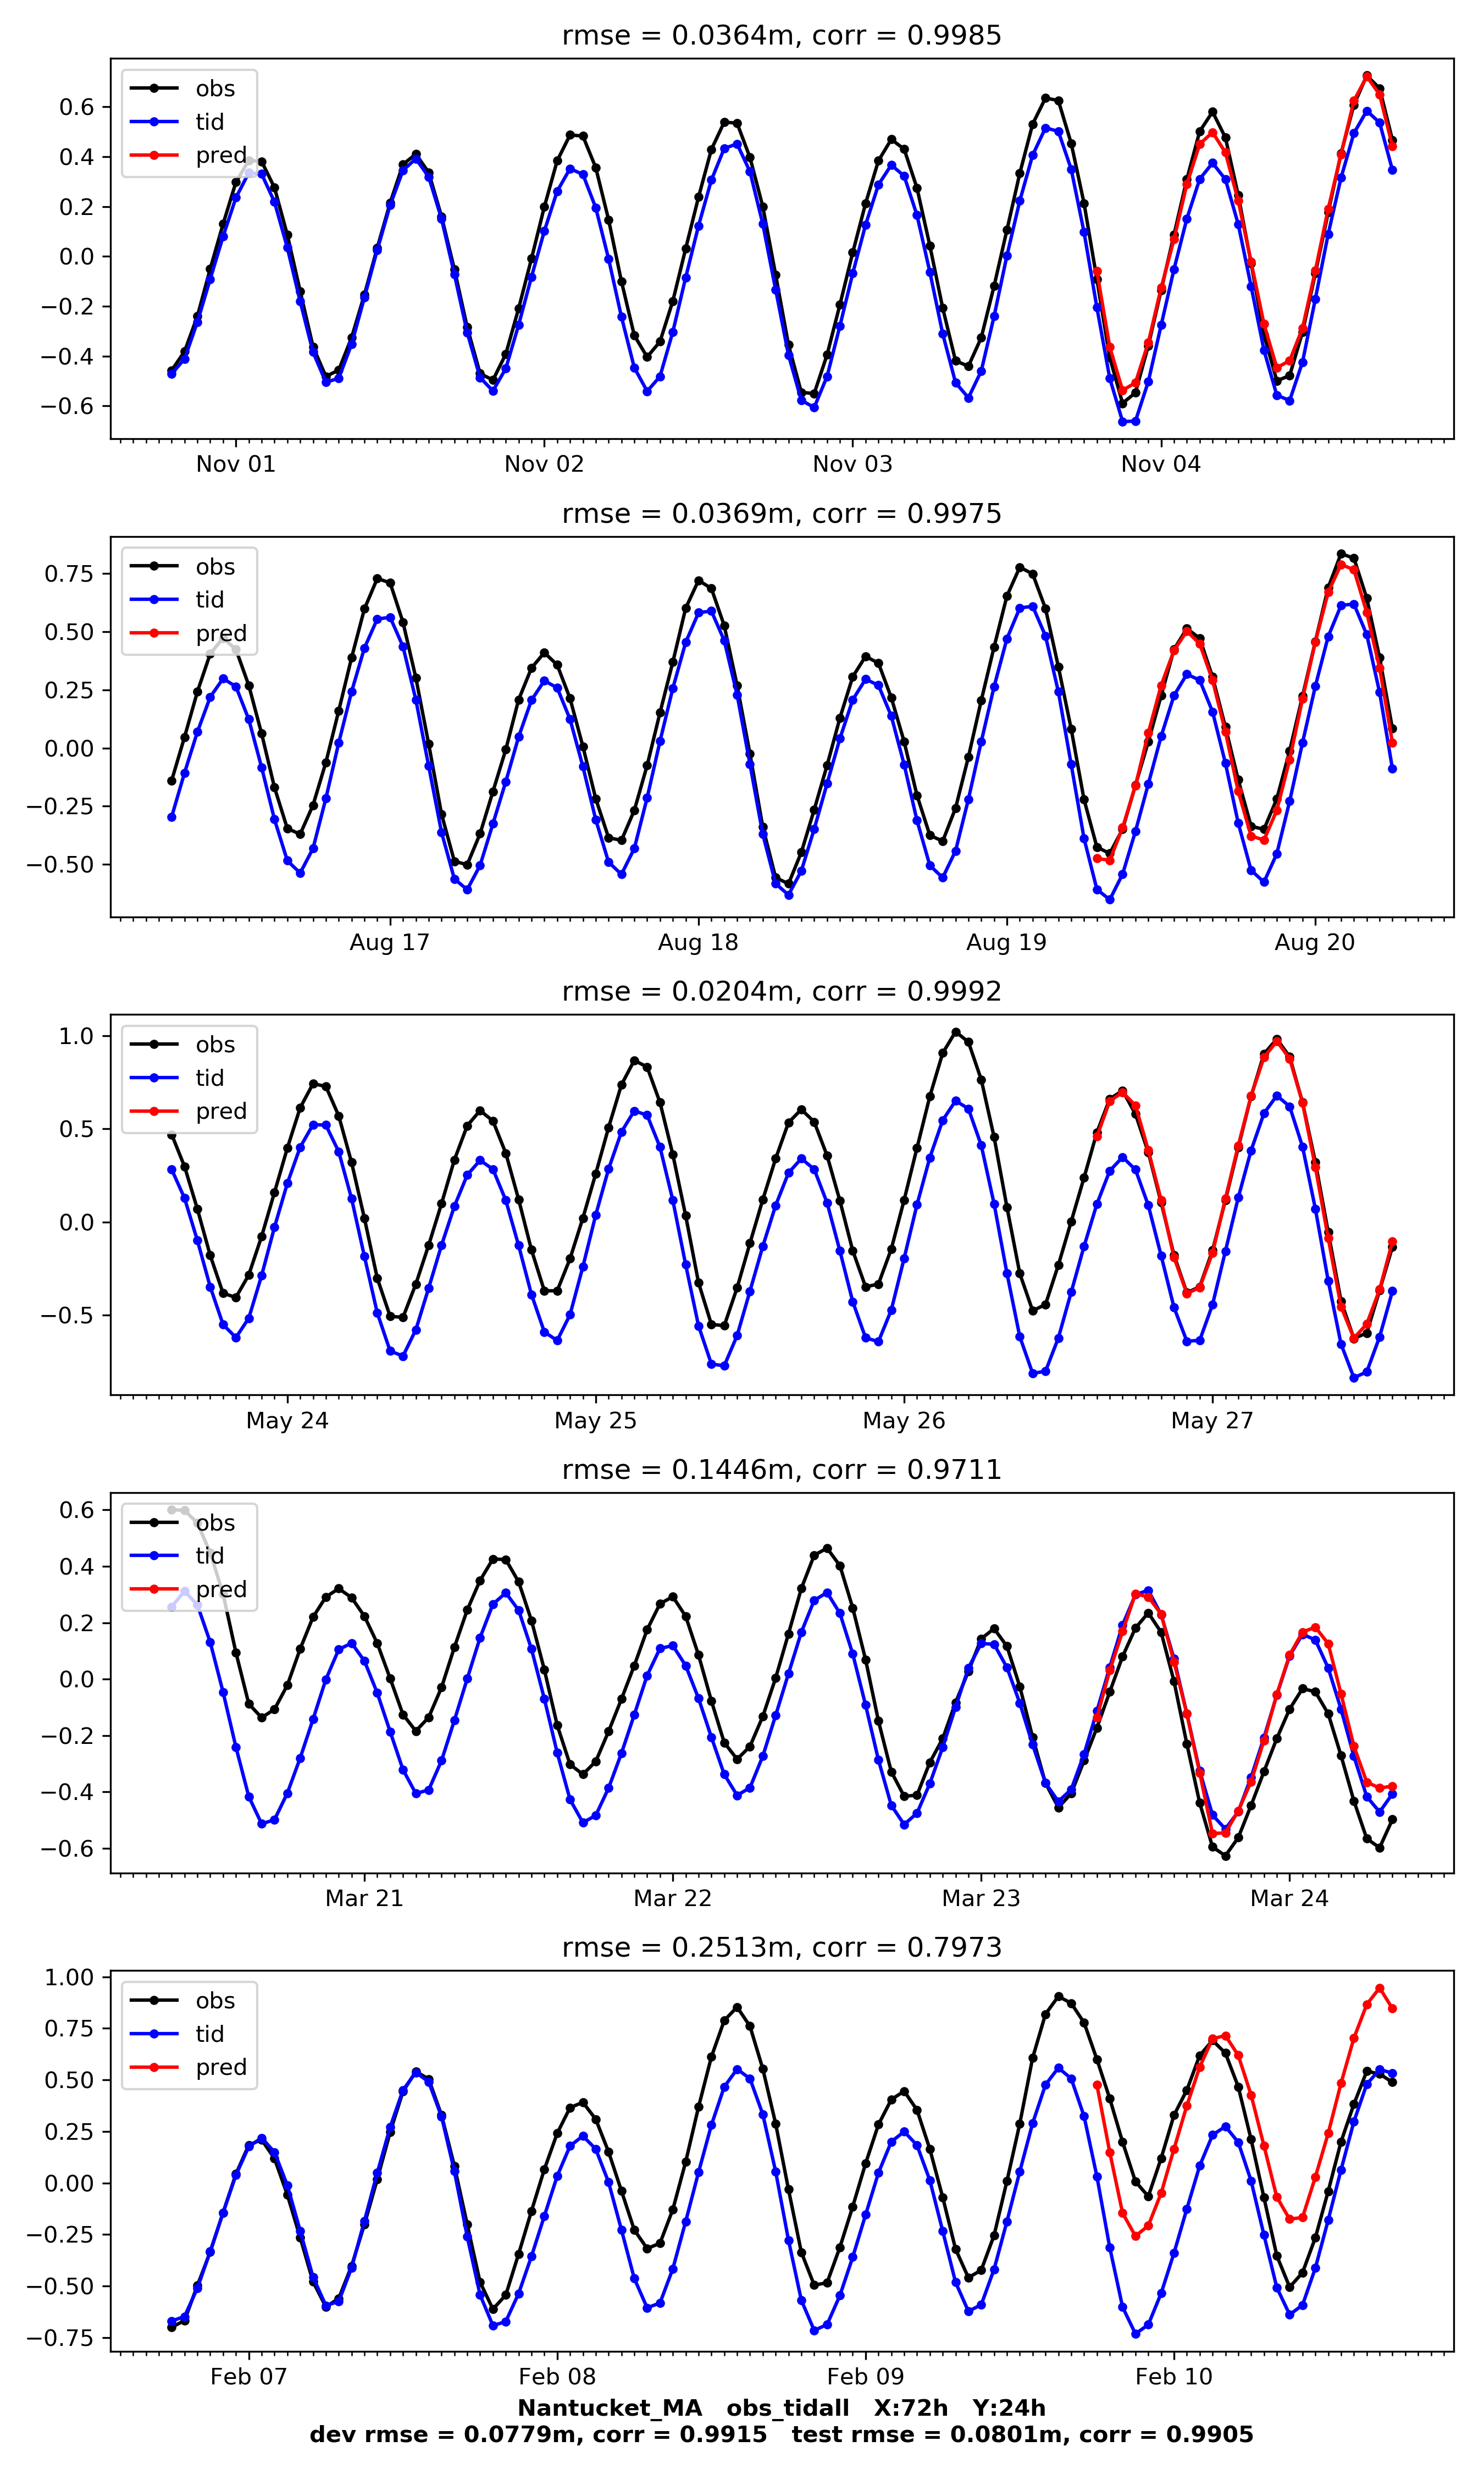 rmse = 0.0364m, corr = 0.9985
obs
tid
pred
0.6
0.4
0.2
0.0
−0.2
−0.4
−0.6
Nov 01 Nov 02 Nov 03 Nov 04
rmse = 0.0369m, corr = 0.9975
obs
tid
pred
0.75
0.50
0.25
0.00
−0.25
−0.50
Aug 17 Aug 18 Aug 19 Aug 20
rmse = 0.0204m, corr = 0.9992
obs
tid
pred
1.0
0.5
0.0
−0.5
May 24 May 25 May 26 May 27
rmse = 0.1446m, corr = 0.9711
obs
tid
pred
0.6
0.4
0.2
0.0
−0.2
−0.4
−0.6
Mar 21 Mar 22 Mar 23 Mar 24
rmse = 0.2513m, corr = 0.7973
obs
tid
pred
1.00
0.75
0.50
0.25
0.00
−0.25
−0.50
−0.75
Feb 07 Feb 08 Feb 09 Feb 10
Nantucket_MA obs_tidall X:72h Y:24h
dev rmse = 0.0779m, corr = 0.9915 test rmse = 0.0801m, corr = 0.9905